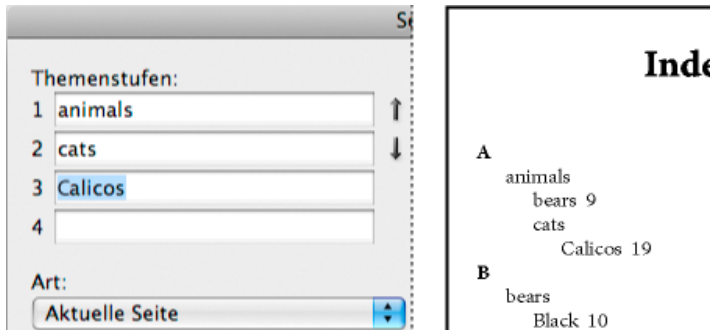 Themenstufen:
1 animals
2 cats
3 Calicos
4
Art:
Aktuelle Seite
A
animals
bears 9
cats
Calicos 19
B
bears
Black 10